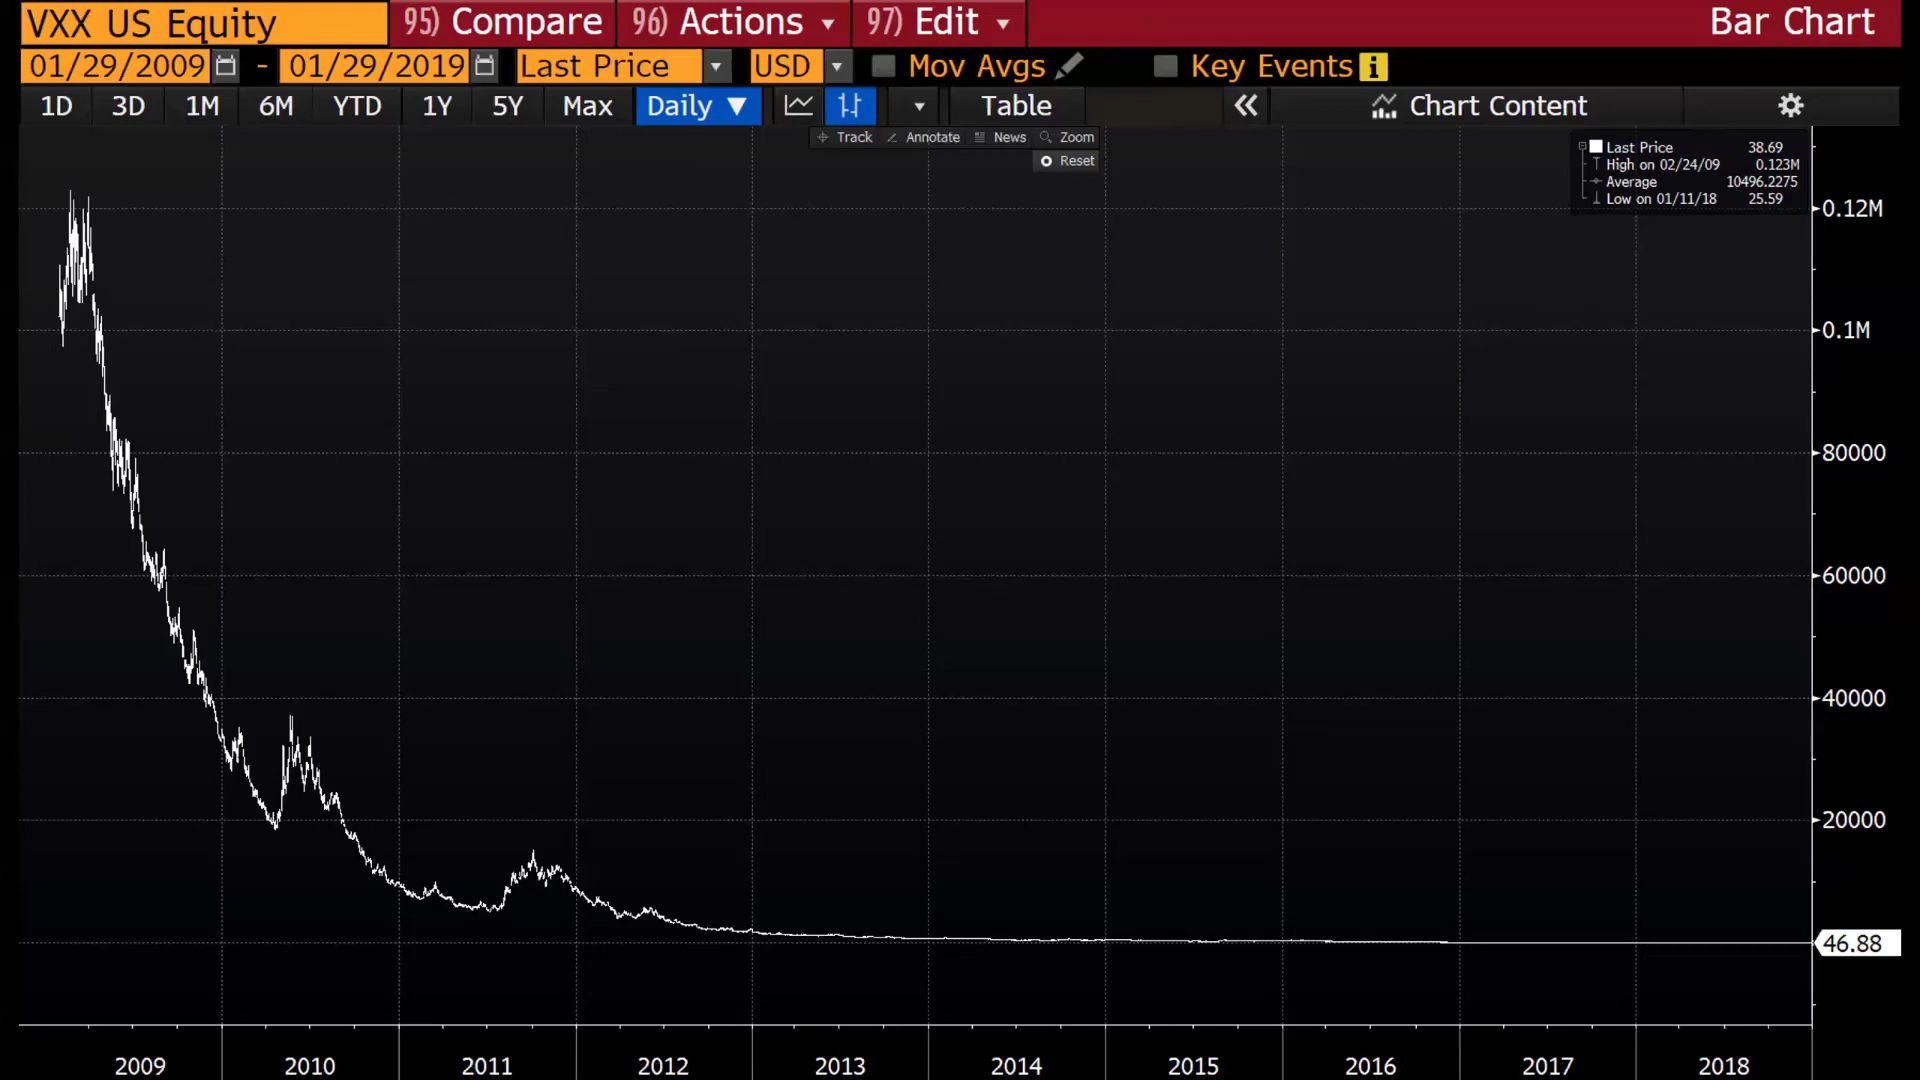 VXX US Equity 95) Compare 96) Actions 97) Edit Bar Chart
01/29/2009 - 01/29/2019 Last Price USD Mov Avgs Key Events i
1D 3D 1M 6M YTD 1Y 5Y Max Daily ▼ Table « Chart Content
Track Annotate News Zoom
Reset
Last Price 38.69
High on 02/24/09 0.123M
Average 10496.2275
Low on 01/11/18 25.59
0.12M
0.1M
80000
60000
40000
20000
46.88
2009 2010 2011 2012 2013 2014 2015 2016 2017 2018